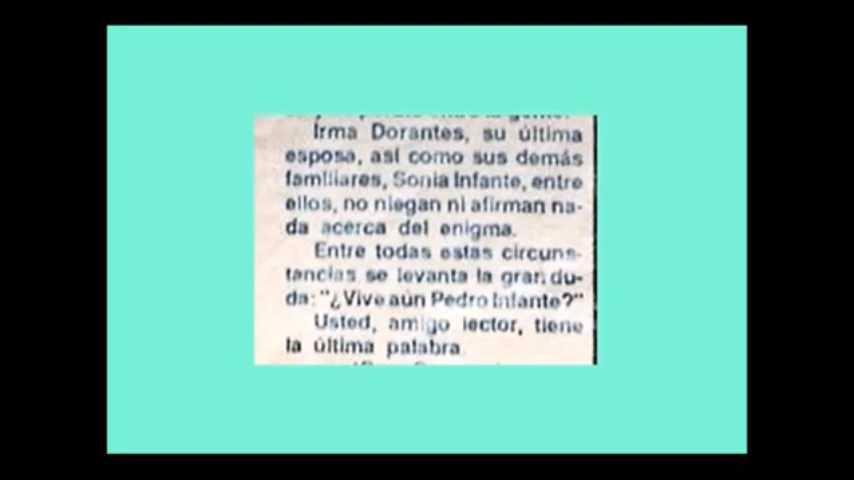 Irma Dorantes, su última
esposa, así como sus demás
familiares, Sonia Infante, entre
ellos, no niegan ni afirman na-
da acerca del enigma.
Entre todas estas circuns-
tancias se levanta la gran du-
da: "¿Vive aún Pedro Infante?"
Usted, amigo lector, tiene
la última palabra.